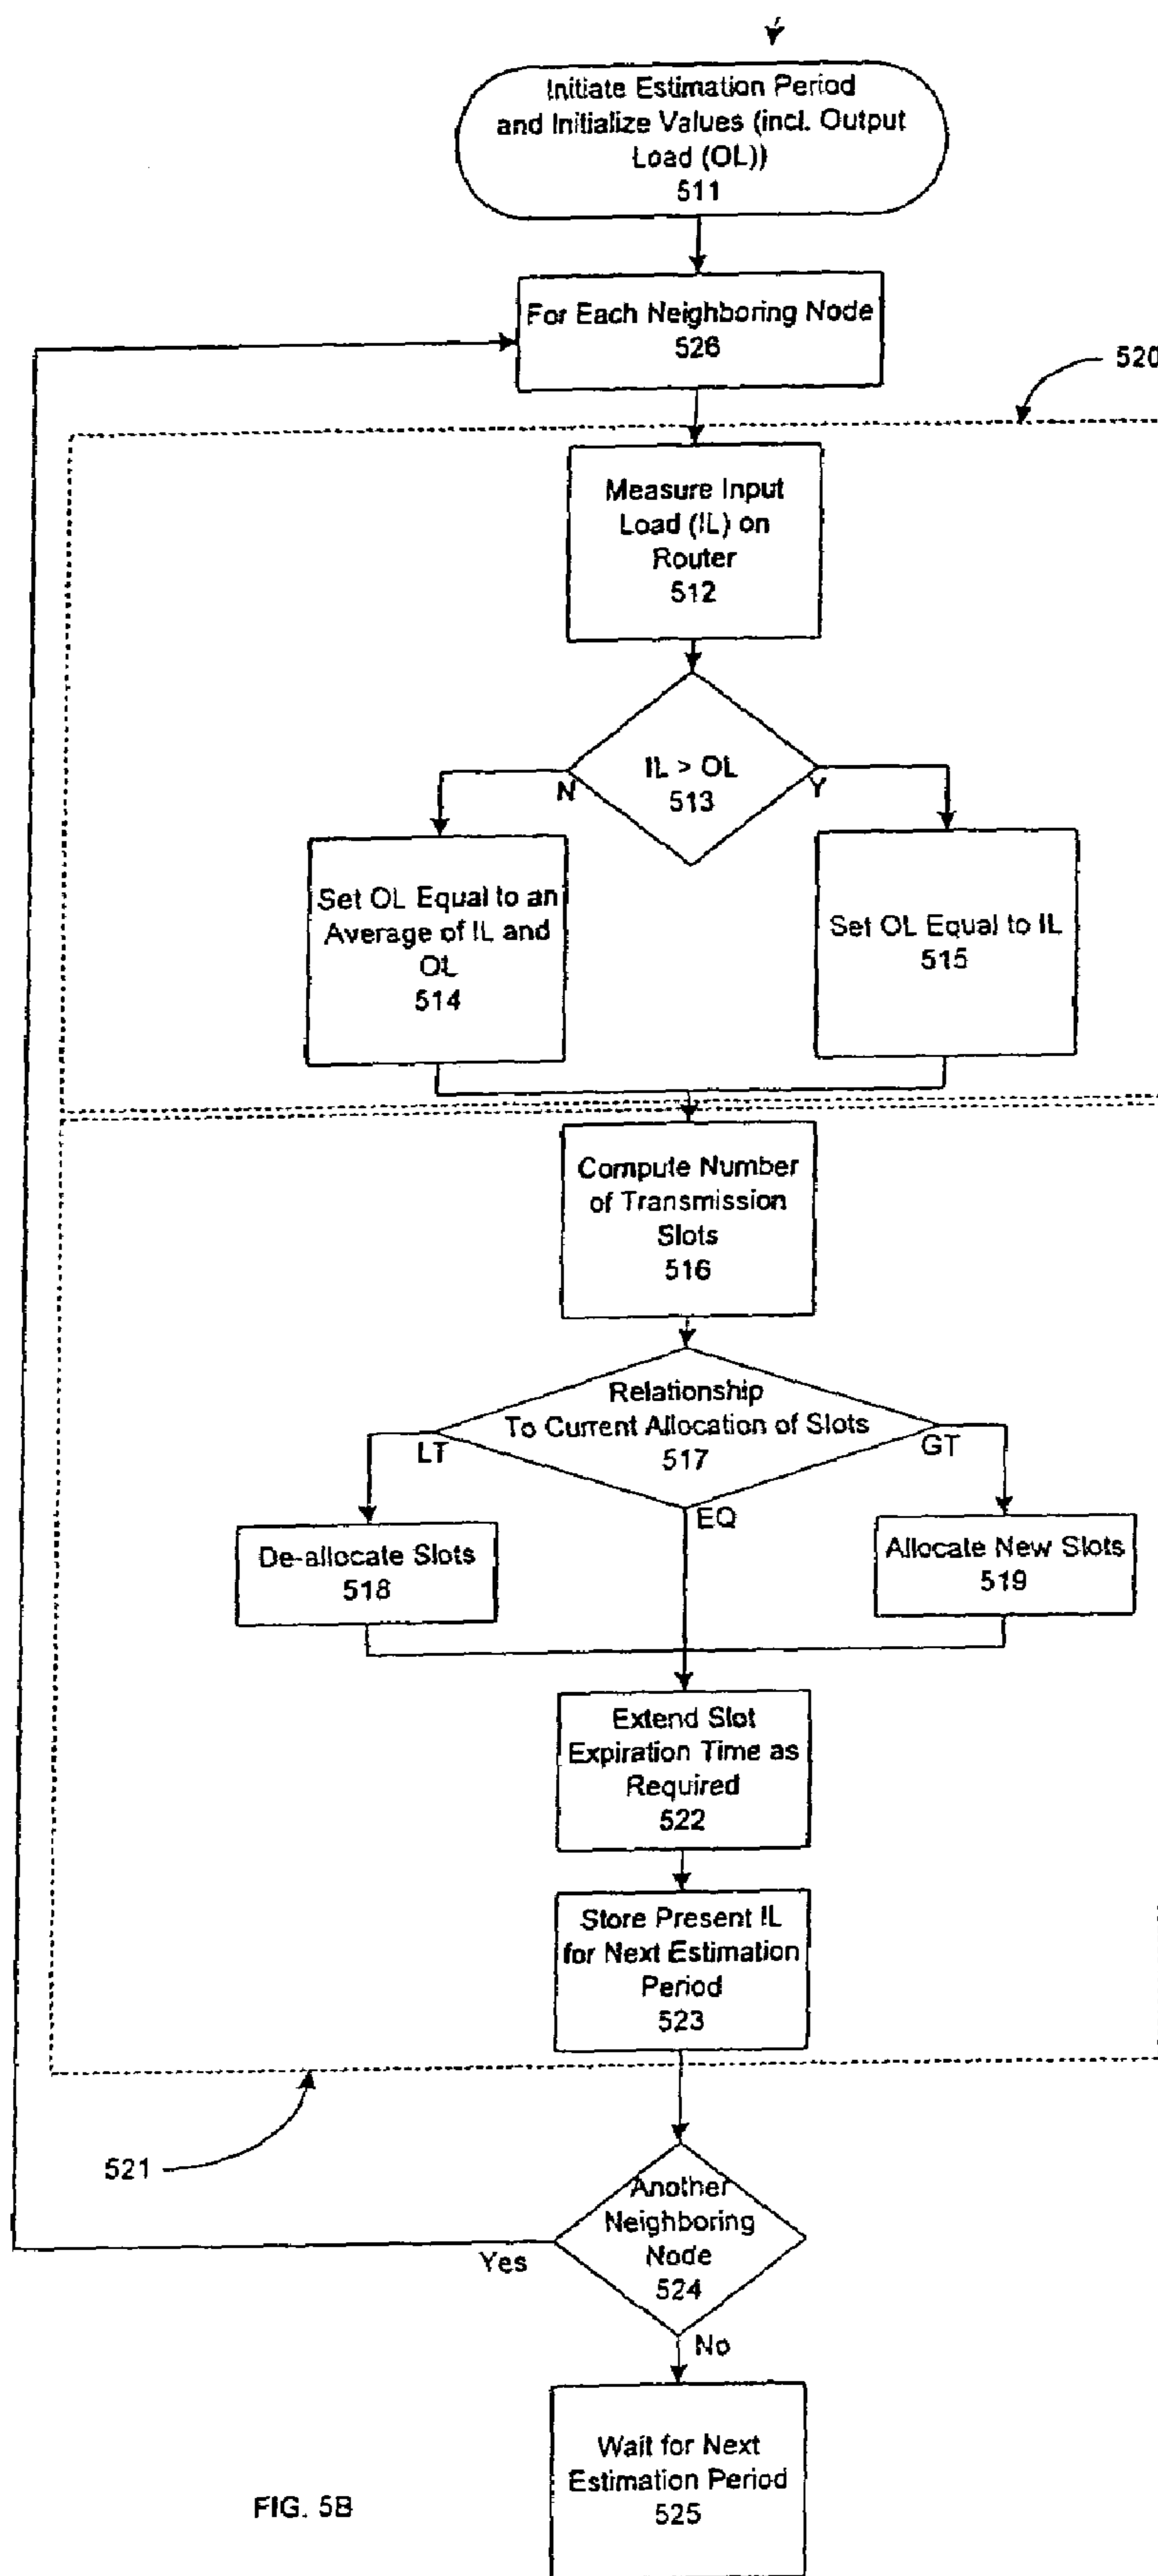 Initiate Estimation Period
and Initialize Values (incl. Output
Load (OL))
511
For Each Neighboring Node
526
520
Measure Input
Load (IL) on
Router
512
IL > OL
513
N
Y
Set OL Equal to an
Average of IL and
OL
514
Set OL Equal to IL
515
Compute Number
of Transmission
Slots
516
Relationship
To Current Allocation of Slots
517
LT
GT
EQ
De-allocate Slots
518
Allocate New Slots
519
Extend Slot
Expiration Time as
Required
522
Store Present IL
for Next Estimation
Period
523
521
Another
Neighboring
Node
524
Yes
No
Wait for Next
Estimation Period
525
FIG. 5B